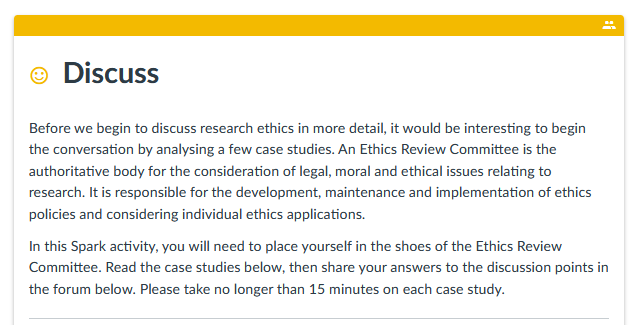 Discuss
Before we begin to discuss research ethics in more detail, it would be interesting to begin
the conversation by analysing a few case studies. An Ethics Review Committee is the
authoritative body for the consideration of legal, moral and ethical issues relating to
research. It is responsible for the development, maintenance and implementation of ethics
policies and considering individual ethics applications.
In this Spark activity, you will need to place yourself in the shoes of the Ethics Review
Committee. Read the case studies below, then share your answers to the discussion points in
the forum below. Please take no longer than 15 minutes on each case study.